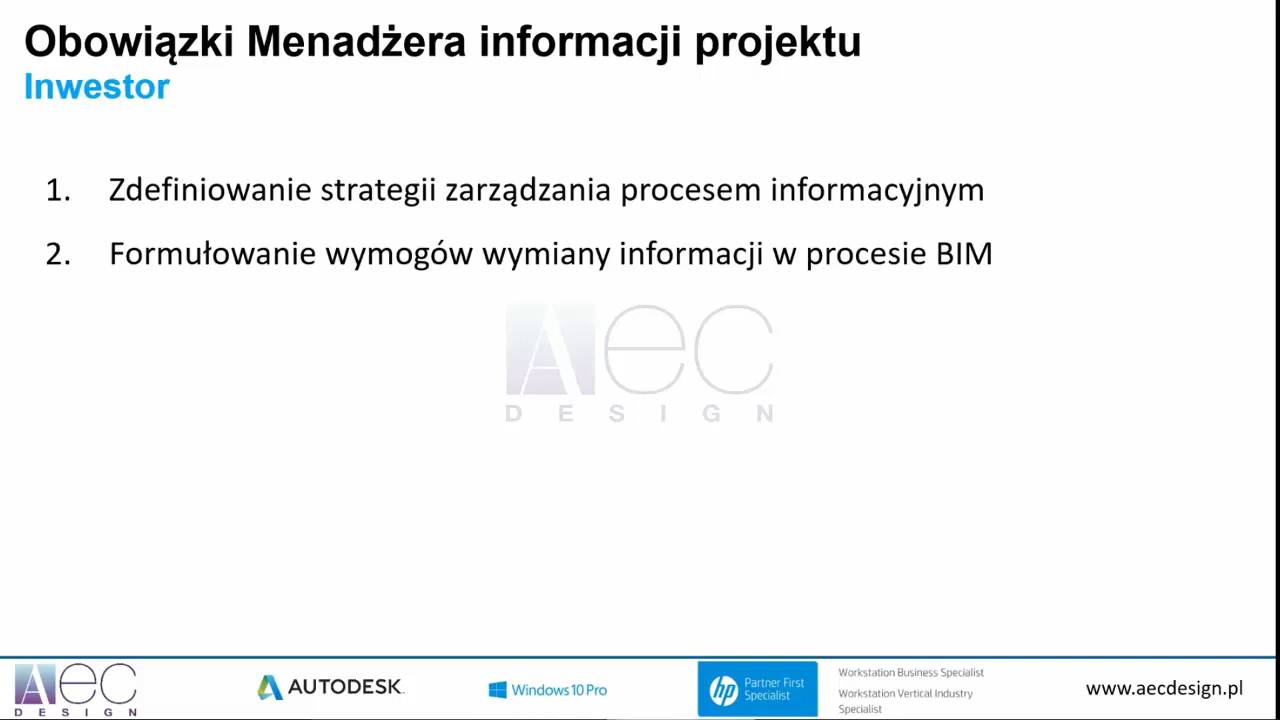 Obowiązki Menadżera informacji projektu
Inwestor
1. Zdefiniowanie strategii zarządzania procesem informacyjnym
2. Formułowanie wymogów wymiany informacji w procesie BIM
AEC
DESIGN
AEC
DESIGN
AUTODESK.
Windows 10 Pro
hp
Partner First
Specialist
Workstation Business Specialist
Workstation Vertical Industry
Specialist
www.aecdesign.pl